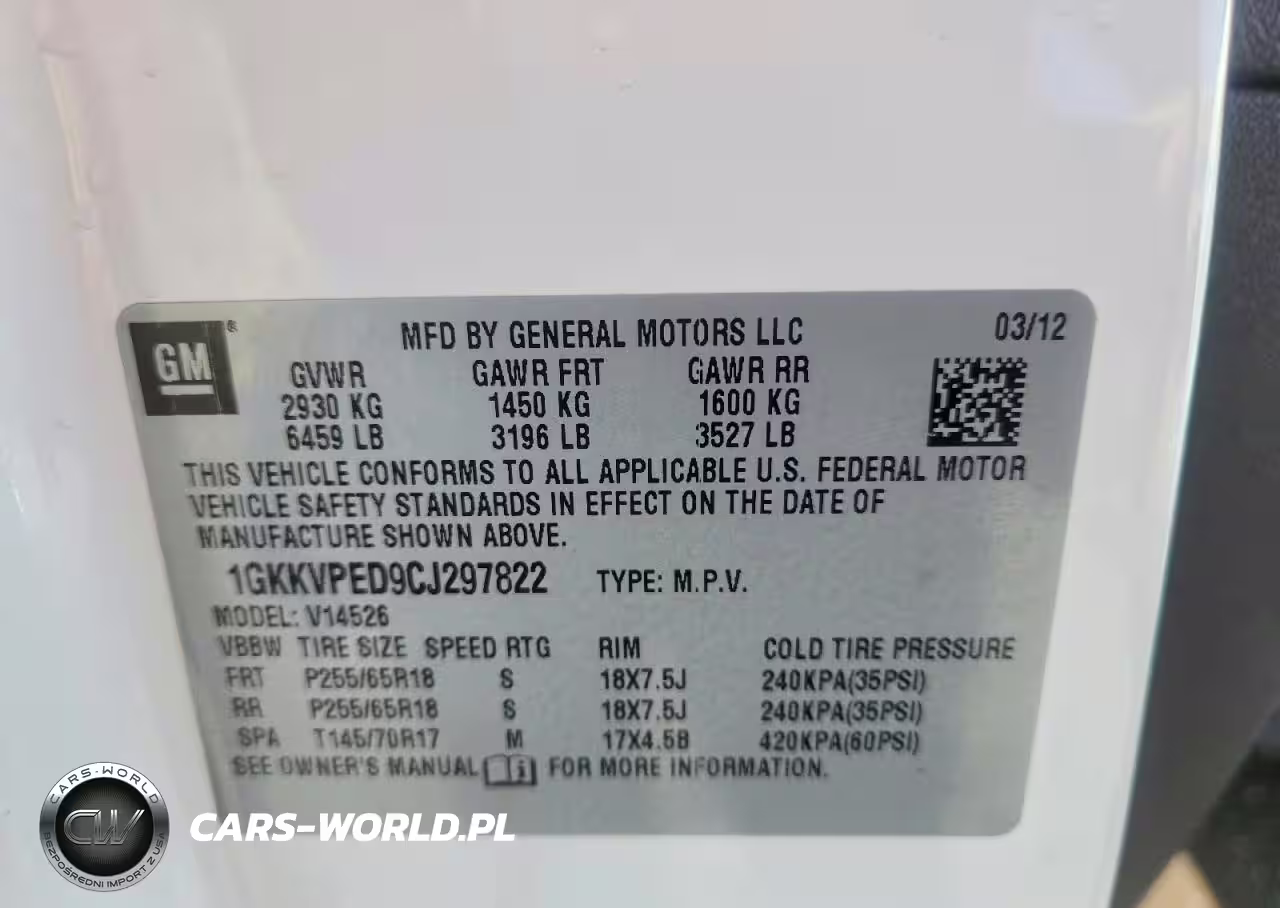 GM ®
MFD BY GENERAL MOTORS LLC 03/12
GVWR GAWR FRT GAWR RR
2930 KG 1450 KG 1600 KG
6459 LB 3196 LB 3527 LB
THIS VEHICLE CONFORMS TO ALL APPLICABLE U.S. FEDERAL MOTOR
VEHICLE SAFETY STANDARDS IN EFFECT ON THE DATE OF
MANUFACTURE SHOWN ABOVE.
1GKKVPED9CJ297822 TYPE: M.P.V.
MODEL: V14526
VBBW TIRE SIZE SPEED RTG RIM COLD TIRE PRESSURE
FRT P255/65R18 S 18X7.5J 240KPA(35PSI)
RR P255/65R18 S 18X7.5J 240KPA(35PSI)
SPA T145/70R17 M 17X4.5B 420KPA(60PSI)
SEE OWNER'S MANUAL FOR MORE INFORMATION.
CARS-WORLD
CW
BEZPOŚREDNI IMPORT Z USA
CARS-WORLD.PL